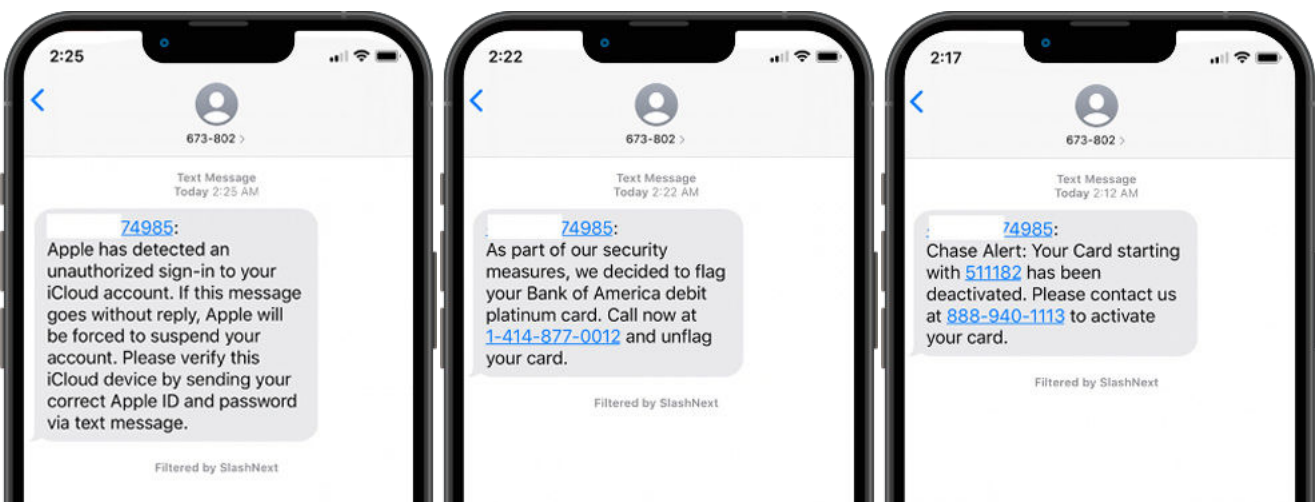 2:25
673-802 >
Text Message
Today 2:25 AM
74985:
Apple has detected an
unauthorized sign-in to your
iCloud account. If this message
goes without reply, Apple will
be forced to suspend your
account. Please verify this
iCloud device by sending your
correct Apple ID and password
via text message.
Filtered by SlashNext
2:22
673-802 >
Text Message
Today 2:22 AM
74985:
As part of our security
measures, we decided to flag
your Bank of America debit
platinum card. Call now at
1-414-877-0012 and unflag
your card.
Filtered by SlashNext
2:17
673-802 >
Text Message
Today 2:12 AM
74985:
Chase Alert: Your Card starting
with 511182 has been
deactivated. Please contact us
at 888-940-1113 to activate
your card.
Filtered by SlashNext